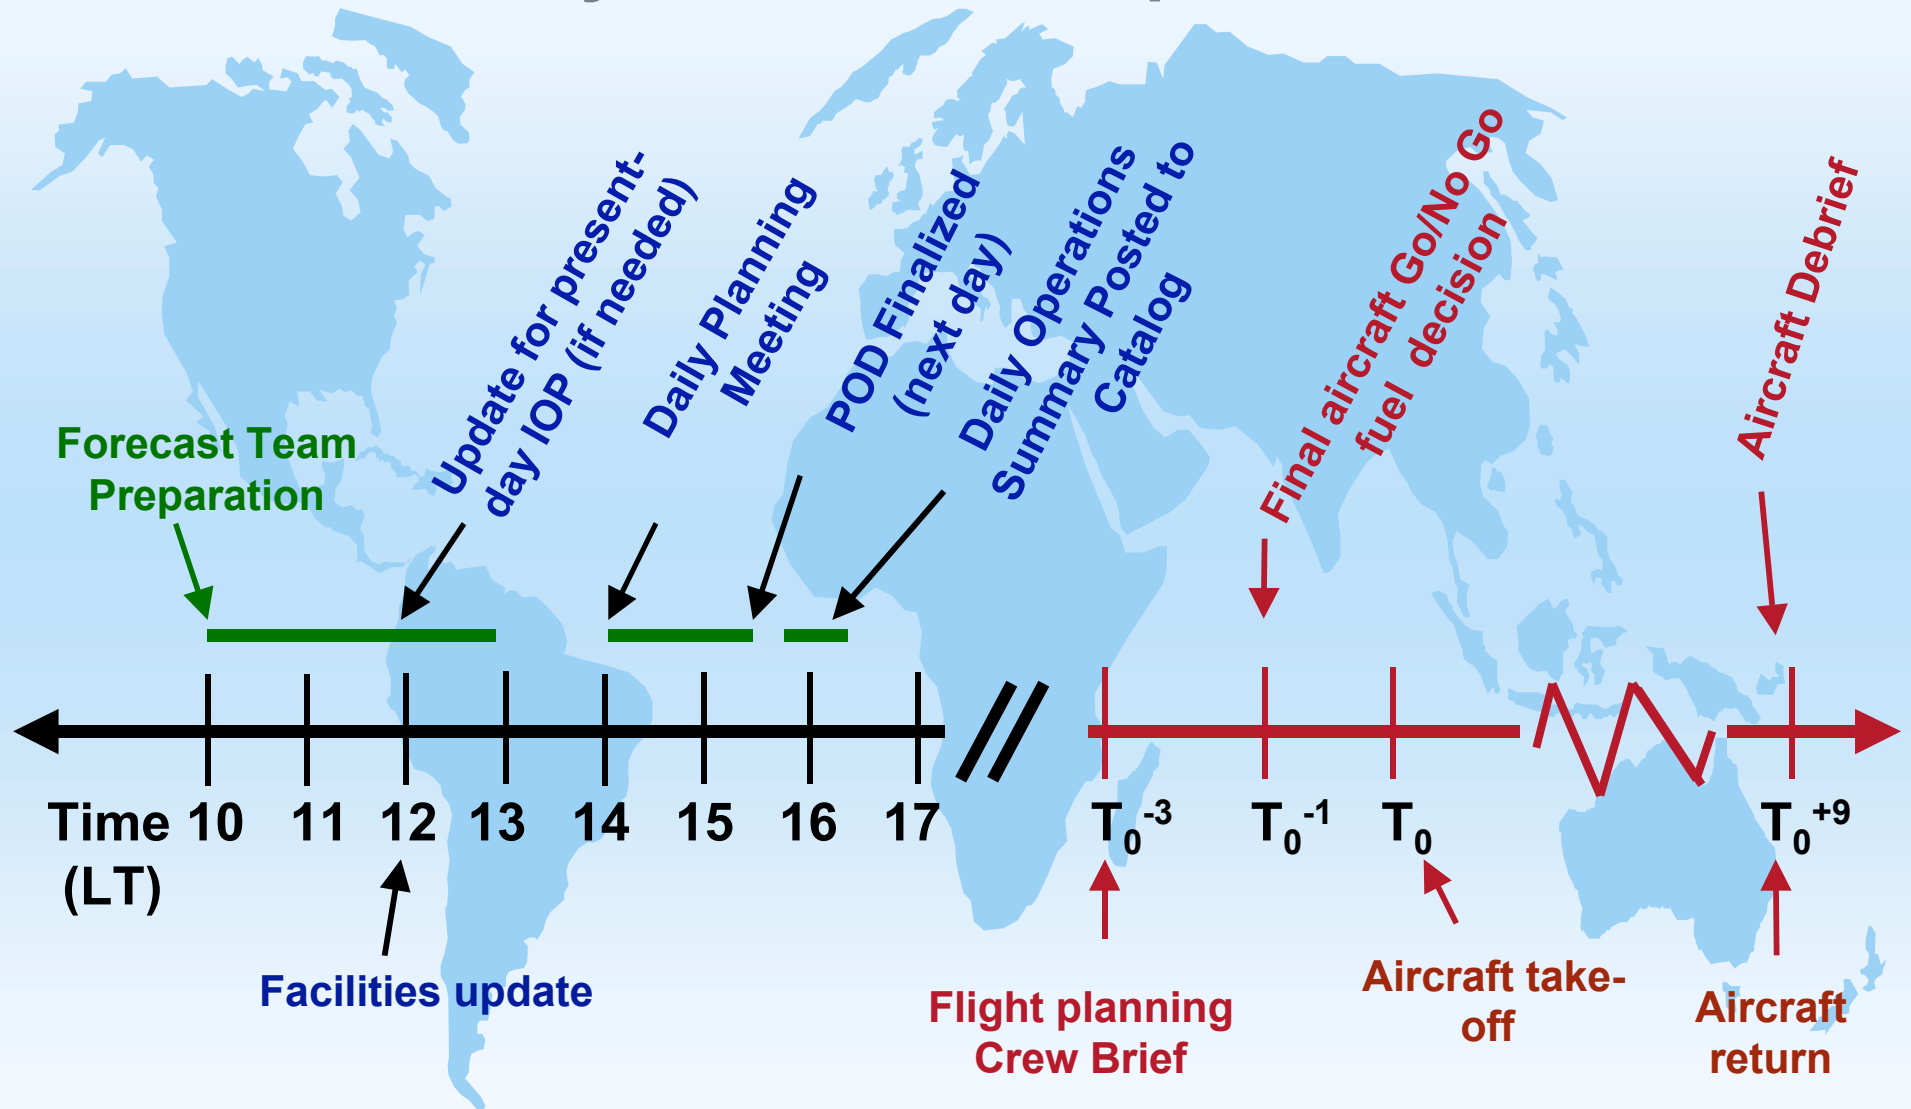 Forecast Team
Preparation
Update for present-
day IOP (if needed)
Daily Planning
Meeting
POD Finalized
(next day)
Daily Operations
Summary Posted to
Catalog
Final aircraft Go/No Go
fuel decision
Aircraft Debrief
Time 10 11 12 13 14 15 16 17 T₀⁻³ T₀⁻¹ T₀ T₀⁺⁹
(LT)
Facilities update
Flight planning
Crew Brief
Aircraft take-
off
Aircraft
return